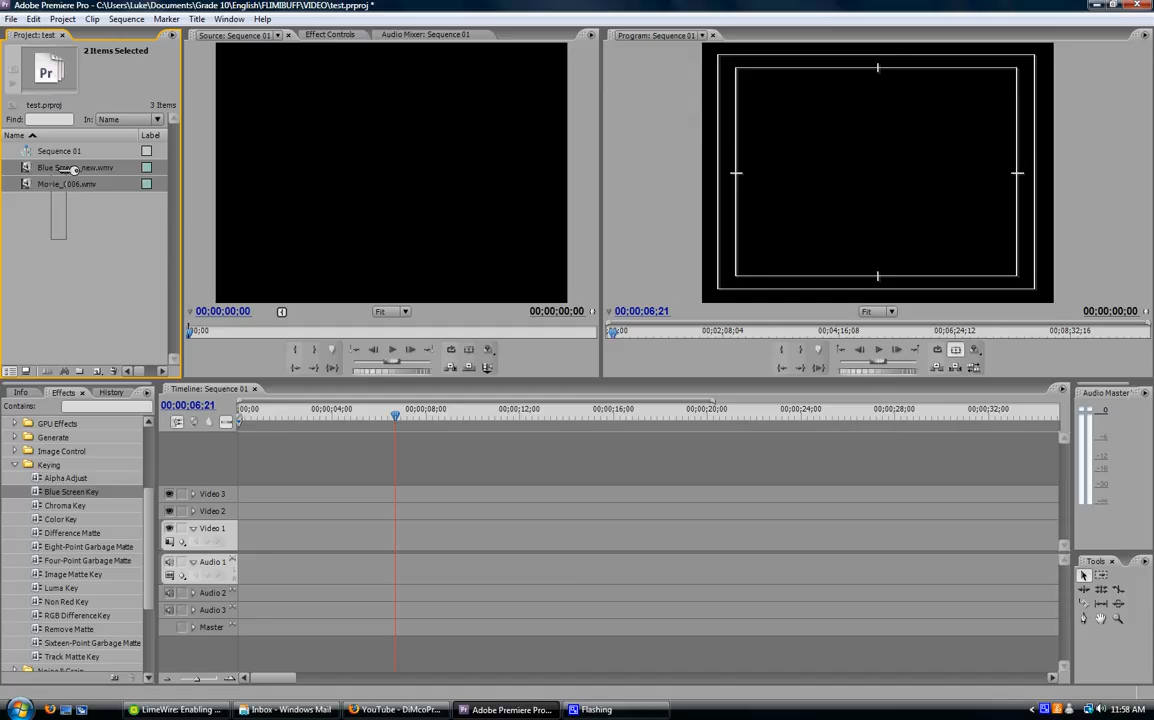 Adobe Premiere Pro - C:\Users\Luke\Documents\Grade 10\English\FLIMIBUFF\VIDEO\test.prproj *
File Edit Project Clip Sequence Marker Title Window Help
Project: test
Source: Sequence 01
Effect Controls
Audio Mixer: Sequence 01
Program: Sequence 01
2 Items Selected
Pr
test.prproj
3 Items
Find:
In: Name
Name
Label
Sequence 01
new.wmv
Movie_0006.wmv
00;00;00;00
Fit
00;00;00;00
00;00;06;21
Fit
00;00;00;00
00;00
00;00
00;02;08;04
00;04;16;08
00;06;24;12
00;08;32;16
Info Effects History
Contains:
Timeline: Sequence 01
00;00;06;21
00;00
00;00;04;00
00;00;08;00
00;00;12;00
00;00;16;00
00;00;20;00
00;00;24;00
00;00;28;00
00;00;32;00
GPU Effects
Generate
Image Control
Keying
Alpha Adjust
Blue Screen Key
Chroma Key
Color Key
Difference Matte
Eight-Point Garbage Matte
Four-Point Garbage Matte
Image Matte Key
Luma Key
Non Red Key
RGB Difference Key
Remove Matte
Sixteen-Point Garbage Matte
Track Matte Key
Video 3
Video 2
Video 1
Audio 1
L
R
Audio 2
Audio 3
Master
Audio Master
0
-6
-12
-18
-30
Tools
LimeWire: Enabling ...
Inbox - Windows Mail
YouTube - DiMcoPr...
Adobe Premiere Pro...
Flashing
11:58 AM